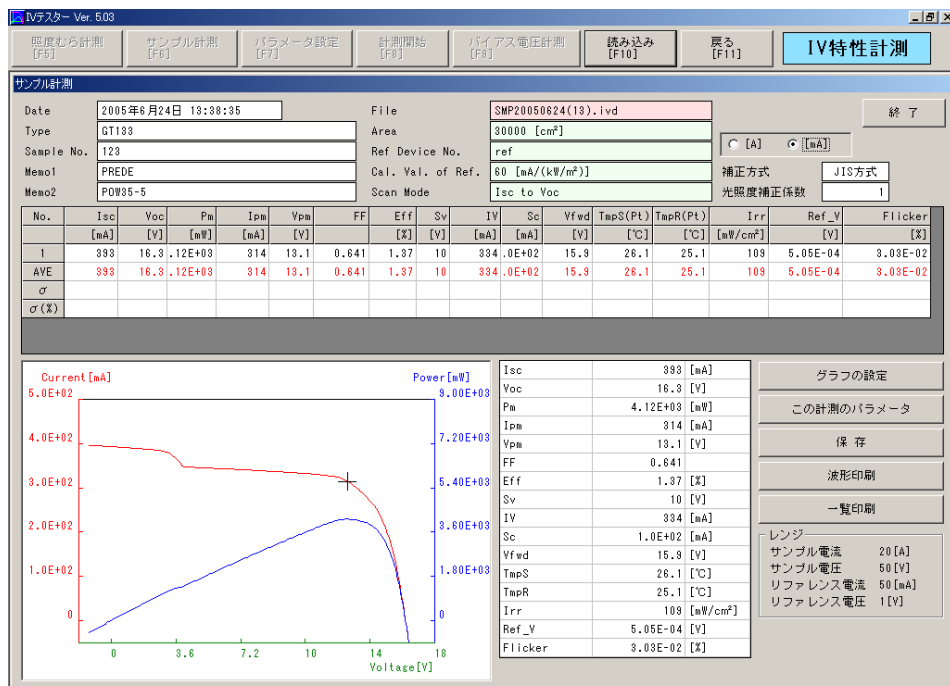 IVテスター Ver. 5.03
照度むら計測 [F5]
サンプル計測 [F6]
パラメータ設定 [F7]
計測開始 [F8]
バイアス電圧計測 [F9]
読み込み [F10]
戻る [F11]
IV特性計測
サンプル計測
Date 2005年6月24日 13:38:35 File SMP20050624(13).ivd 終 了
Type GT133 Area 30000 [cm²]
Sample No. 123 Ref Device No. ref [A] [mA]
Memo1 PREDE Cal. Val. of Ref. 60 [mA/(kW/m²)] 補正方式 JIS方式
Memo2 POW35-5 Scan Mode Isc to Voc 光照度補正係数 1
No. Isc Voc Pm Ipm Vpm FF Eff Sv IV Sc Vfwd TmpS(Pt) TmpR(Pt) Irr Ref_V Flicker
[mA] [V] [mW] [mA] [V] [%] [V] [mA] [mA] [V] [℃] [℃] [mW/cm²] [V] [%]
1 393 16.3 .12E+03 314 13.1 0.641 1.37 10 334 .0E+02 15.9 26.1 25.1 109 5.05E-04 3.03E-02
AVE 393 16.3 .12E+03 314 13.1 0.641 1.37 10 334 .0E+02 15.9 26.1 25.1 109 5.05E-04 3.03E-02
σ
σ(%)
Current[mA] Power[mW]
5.0E+02 9.00E+03
4.0E+02 7.20E+03
3.0E+02 5.40E+03
2.0E+02 3.60E+03
1.0E+02 1.80E+03
0 0
0 3.6 7.2 10 14 18
Voltage[V]
Isc 393 [mA]
Voc 16.3 [V]
Pm 4.12E+03 [mW]
Ipm 314 [mA]
Vpm 13.1 [V]
FF 0.641
Eff 1.37 [%]
Sv 10 [V]
IV 334 [mA]
Sc 1.0E+02 [mA]
Vfwd 15.9 [V]
TmpS 26.1 [℃]
TmpR 25.1 [℃]
Irr 109 [mW/cm²]
Ref_V 5.05E-04 [V]
Flicker 3.03E-02 [%]
グラフの設定
この計測のパラメータ
保 存
波形印刷
一覧印刷
レンジ
サンプル電流 20[A]
サンプル電圧 50[V]
リファレンス電流 50[mA]
リファレンス電圧 1[V]